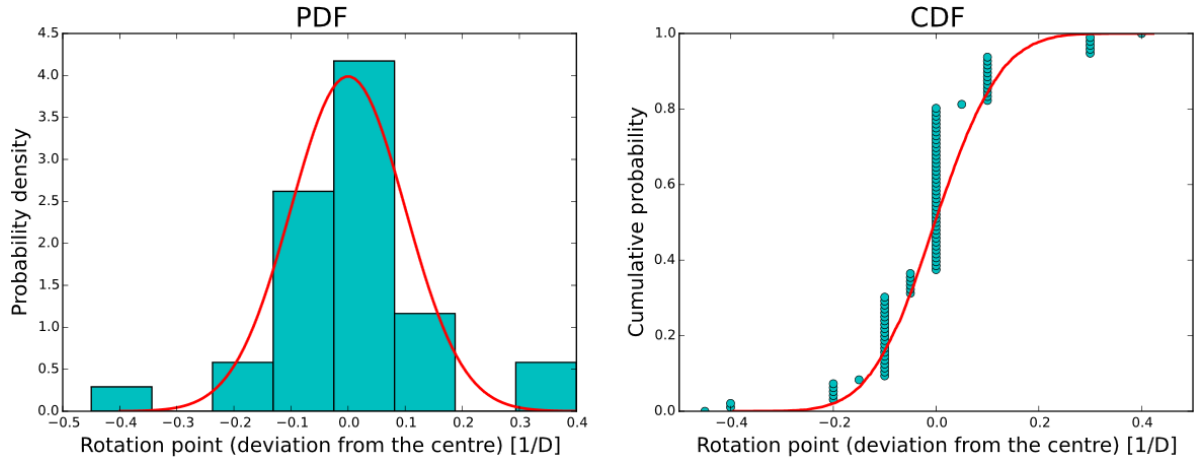 PDF
4.5
4.0
3.5
3.0
2.5
2.0
1.5
1.0
0.5
0.0
Probability density
−0.5 −0.4 −0.3 −0.2 −0.1 0.0 0.1 0.2 0.3 0.4
Rotation point (deviation from the centre) [1/D]
CDF
1.0
0.8
0.6
0.4
0.2
0.0
Cumulative probability
−0.4 −0.2 0.0 0.2 0.4
Rotation point (deviation from the centre) [1/D]